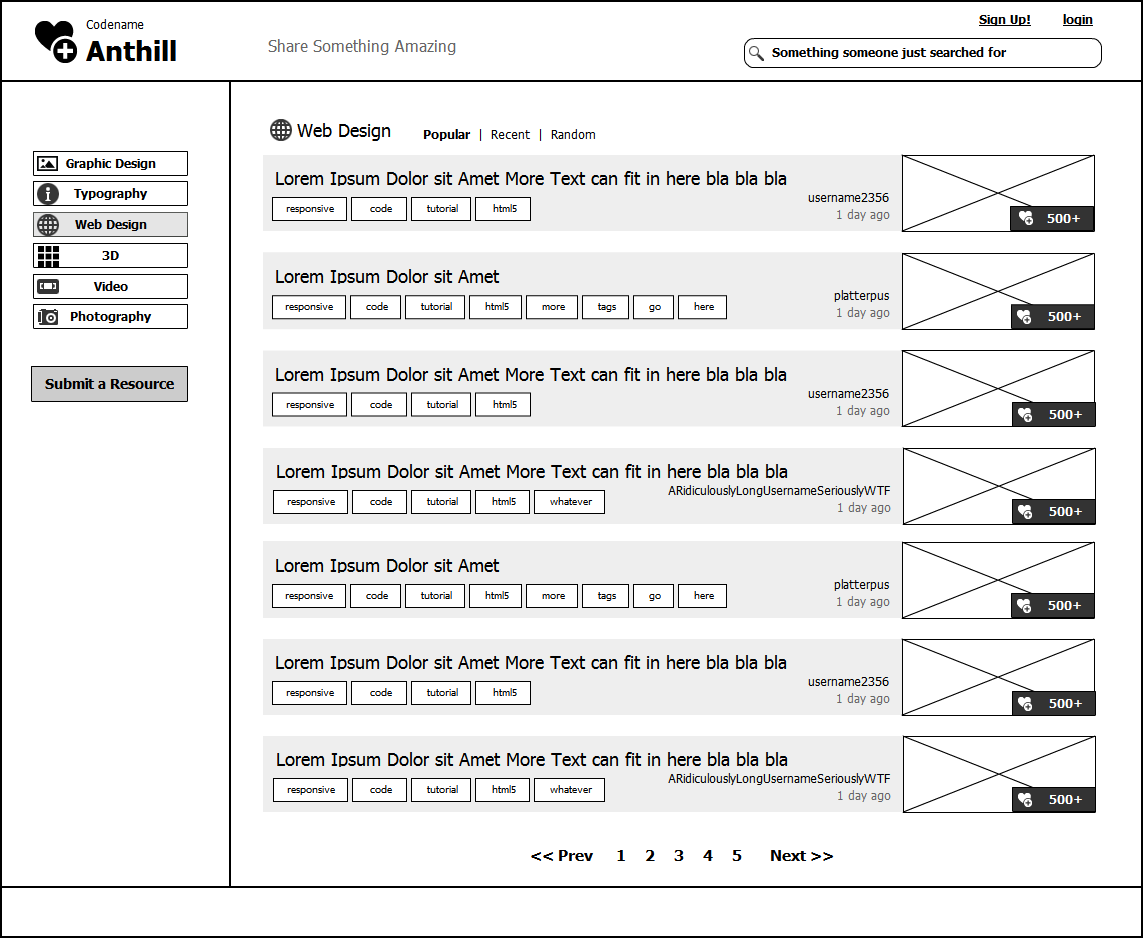 Codename
Anthill
Share Something Amazing
Sign Up! login
Something someone just searched for
Graphic Design
Typography
Web Design
3D
Video
Photography
Submit a Resource
Web Design Popular | Recent | Random
Lorem Ipsum Dolor sit Amet More Text can fit in here bla bla bla
responsive code tutorial html5
username2356
1 day ago
500+
Lorem Ipsum Dolor sit Amet
responsive code tutorial html5 more tags go here
platterpus
1 day ago
500+
Lorem Ipsum Dolor sit Amet More Text can fit in here bla bla bla
responsive code tutorial html5
username2356
1 day ago
500+
Lorem Ipsum Dolor sit Amet More Text can fit in here bla bla bla
responsive code tutorial html5 whatever
ARidiculouslyLongUsernameSeriouslyWTF
1 day ago
500+
Lorem Ipsum Dolor sit Amet
responsive code tutorial html5 more tags go here
platterpus
1 day ago
500+
Lorem Ipsum Dolor sit Amet More Text can fit in here bla bla bla
responsive code tutorial html5
username2356
1 day ago
500+
Lorem Ipsum Dolor sit Amet More Text can fit in here bla bla bla
responsive code tutorial html5 whatever
ARidiculouslyLongUsernameSeriouslyWTF
1 day ago
500+
<< Prev 1 2 3 4 5 Next >>